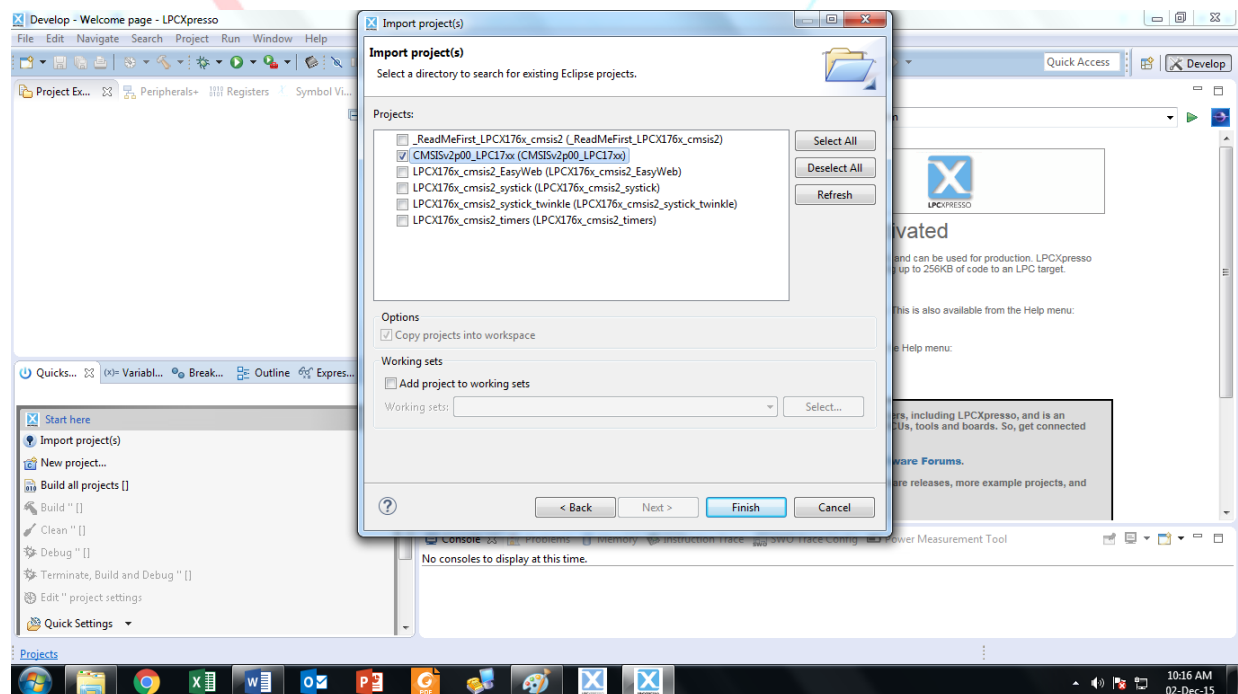 Develop - Welcome page - LPCXpresso
File Edit Navigate Search Project Run Window Help
Quick Access
Develop
Project Ex... Peripherals+ Registers Symbol Vi...
Import project(s)
Import project(s)
Select a directory to search for existing Eclipse projects.
Projects:
_ReadMeFirst_LPCX176x_cmsis2 (_ReadMeFirst_LPCX176x_cmsis2)
CMSISv2p00_LPC17xx (CMSISv2p00_LPC17xx)
LPCX176x_cmsis2_EasyWeb (LPCX176x_cmsis2_EasyWeb)
LPCX176x_cmsis2_systick (LPCX176x_cmsis2_systick)
LPCX176x_cmsis2_systick_twinkle (LPCX176x_cmsis2_systick_twinkle)
LPCX176x_cmsis2_timers (LPCX176x_cmsis2_timers)
Select All
Deselect All
Refresh
Options
Copy projects into workspace
Working sets
Add project to working sets
Working sets:
Select...
< Back Next > Finish Cancel
LPCXPRESSO
ivated
and can be used for production. LPCXpresso
up to 256KB of code to an LPC target.
This is also available from the Help menu:
e Help menu:
ers, including LPCXpresso, and is an
CUs, tools and boards. So, get connected
ware Forums.
are releases, more example projects, and
Quicks... (x)= Variabl... Break... Outline Expres...
Start here
Import project(s)
New project...
Build all projects []
Build '' []
Clean '' []
Debug '' []
Terminate, Build and Debug '' []
Edit '' project settings
Quick Settings
Console Problems Memory Instruction Trace SWO Trace Config Power Measurement Tool
No consoles to display at this time.
Projects
10:16 AM
02-Dec-15